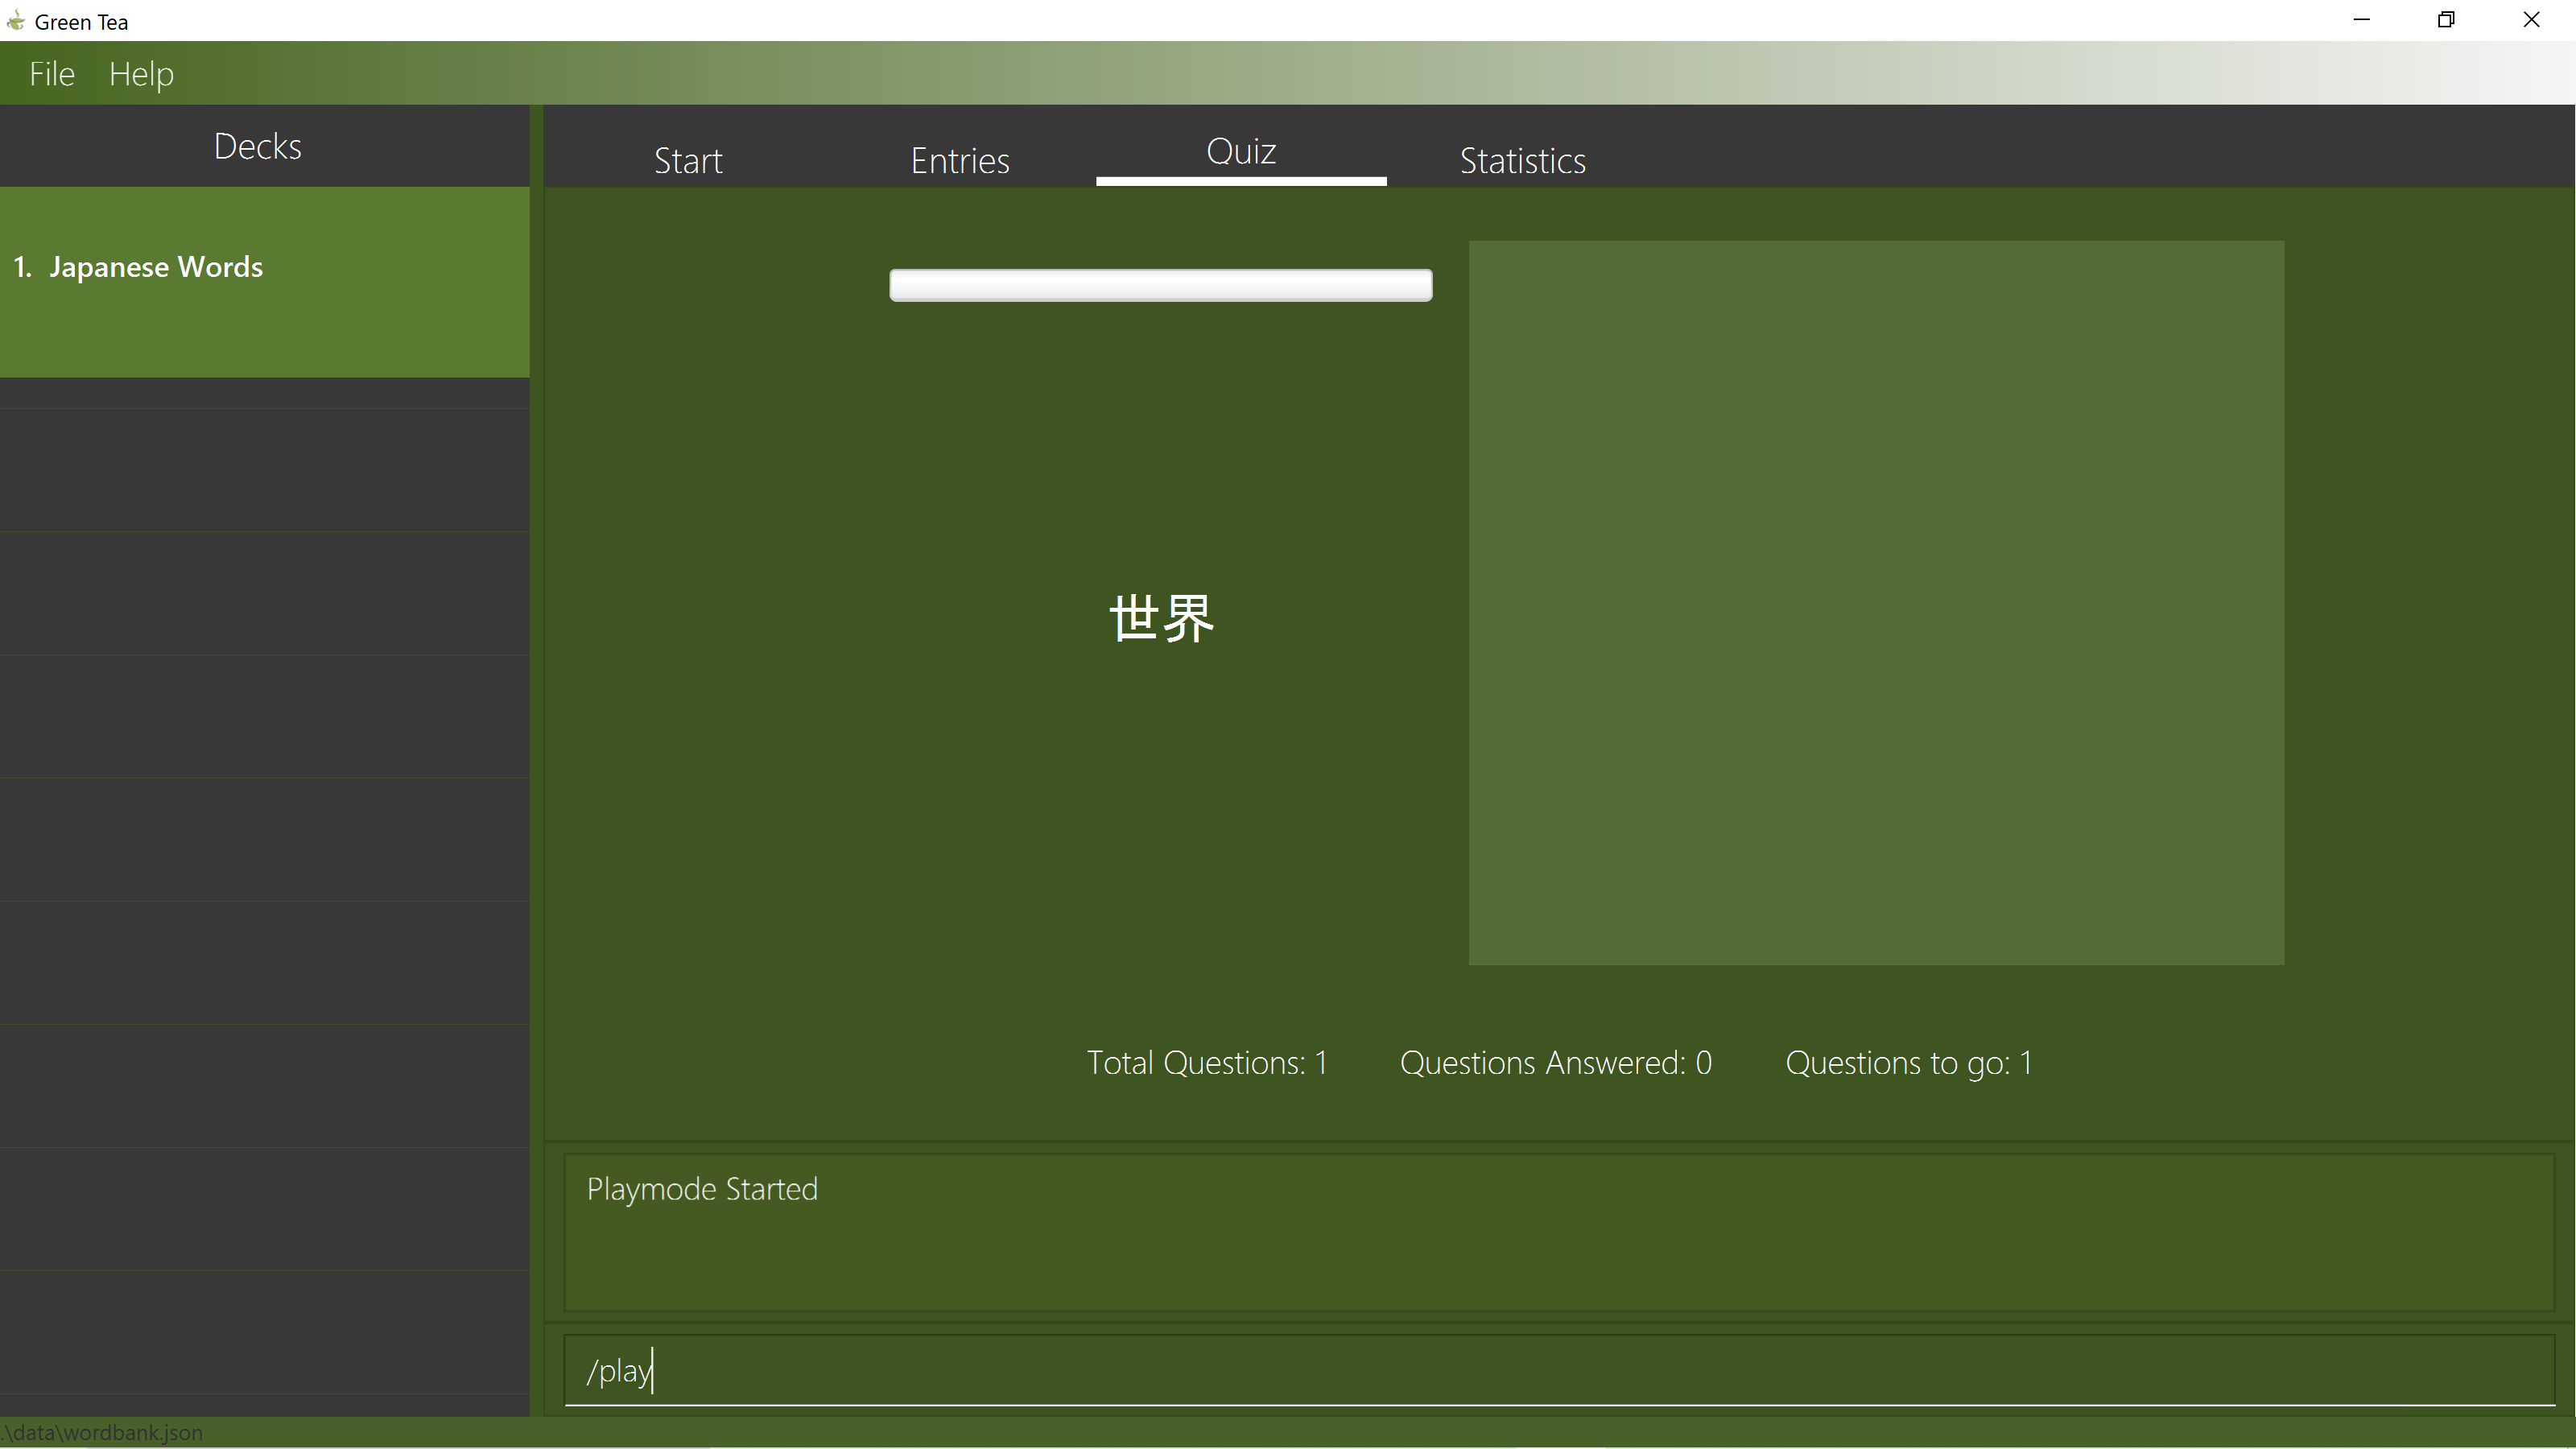 Green Tea
File Help
Decks
Start Entries Quiz Statistics
1. Japanese Words
世界
Total Questions: 1 Questions Answered: 0 Questions to go: 1
Playmode Started
/play
.\data\wordbank.json